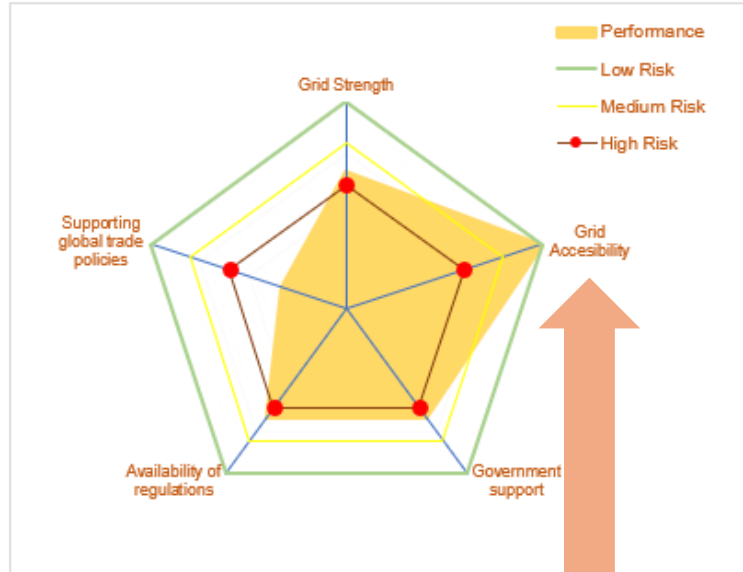 Performance
Low Risk
Medium Risk
High Risk
Grid Strength
Supporting
global trade
policies
Grid
Accesibility
Availability of
regulations
Government
support